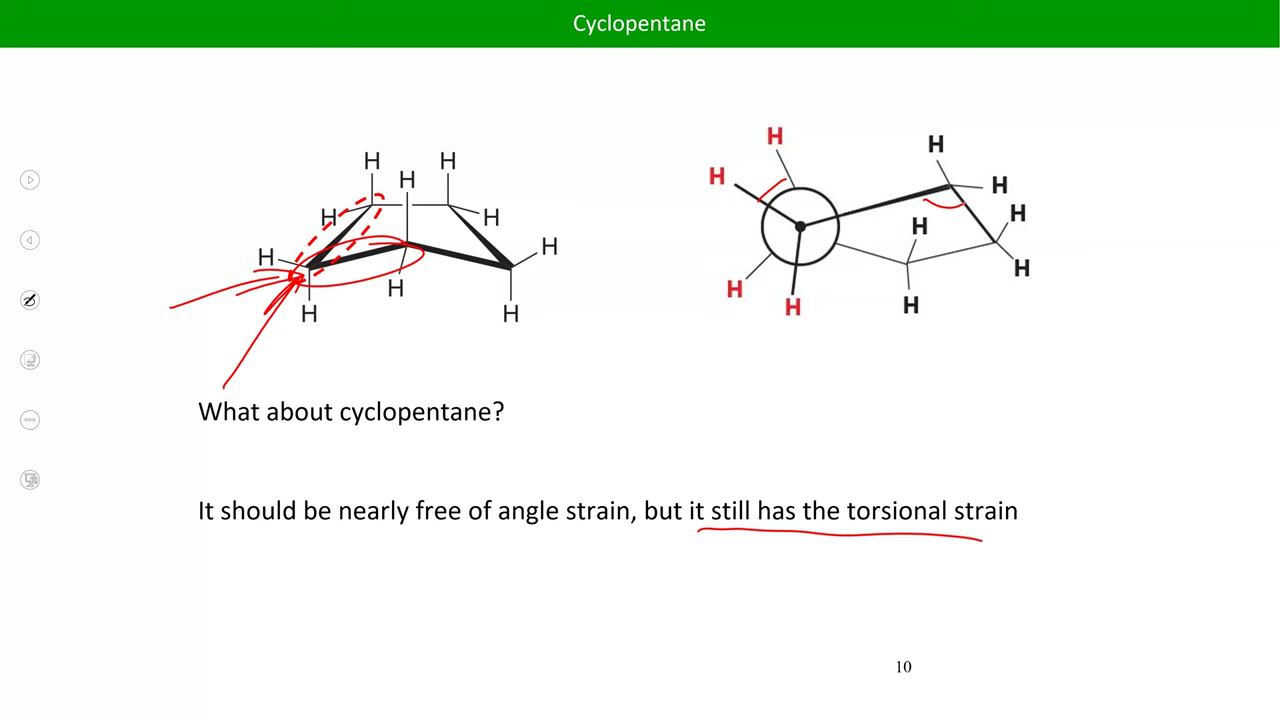 Cyclopentane
H H
H
H H
H H
H H
H H
H
H
H
H
H
H
H H
H
H
What about cyclopentane?
It should be nearly free of angle strain, but it still has the torsional strain
10